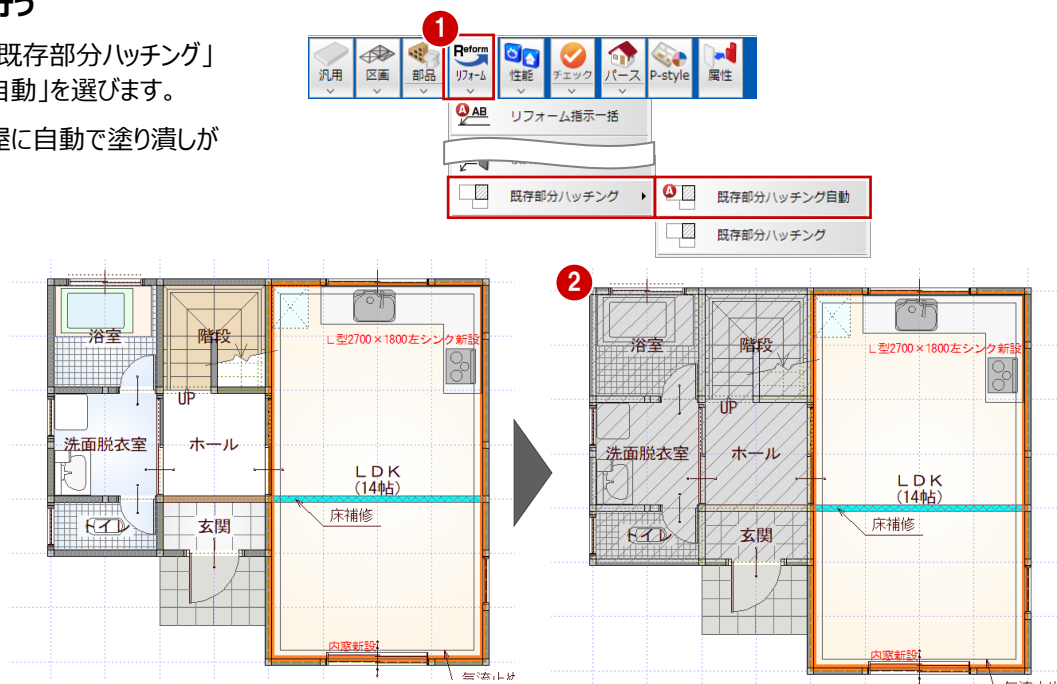 行う
既存部分ハッチング」
自動」を選びます。
屋に自動で塗り潰しが
1
汎用
区画
部品
Reform
リフォーム
性能
チェック
パース
P-style
属性
A AB
リフォーム指示一括
既存部分ハッチング
A
既存部分ハッチング自動
既存部分ハッチング
浴室
階段
L型2700×1800左シンク新設
UP
洗面脱衣室
ホール
LDK
(14帖)
床補修
トイレ
玄関
内窓新設
気流止め
2
浴室
階段
L型2700×1800左シンク新設
UP
洗面脱衣室
ホール
LDK
(14帖)
床補修
トイレ
玄関
内窓新設